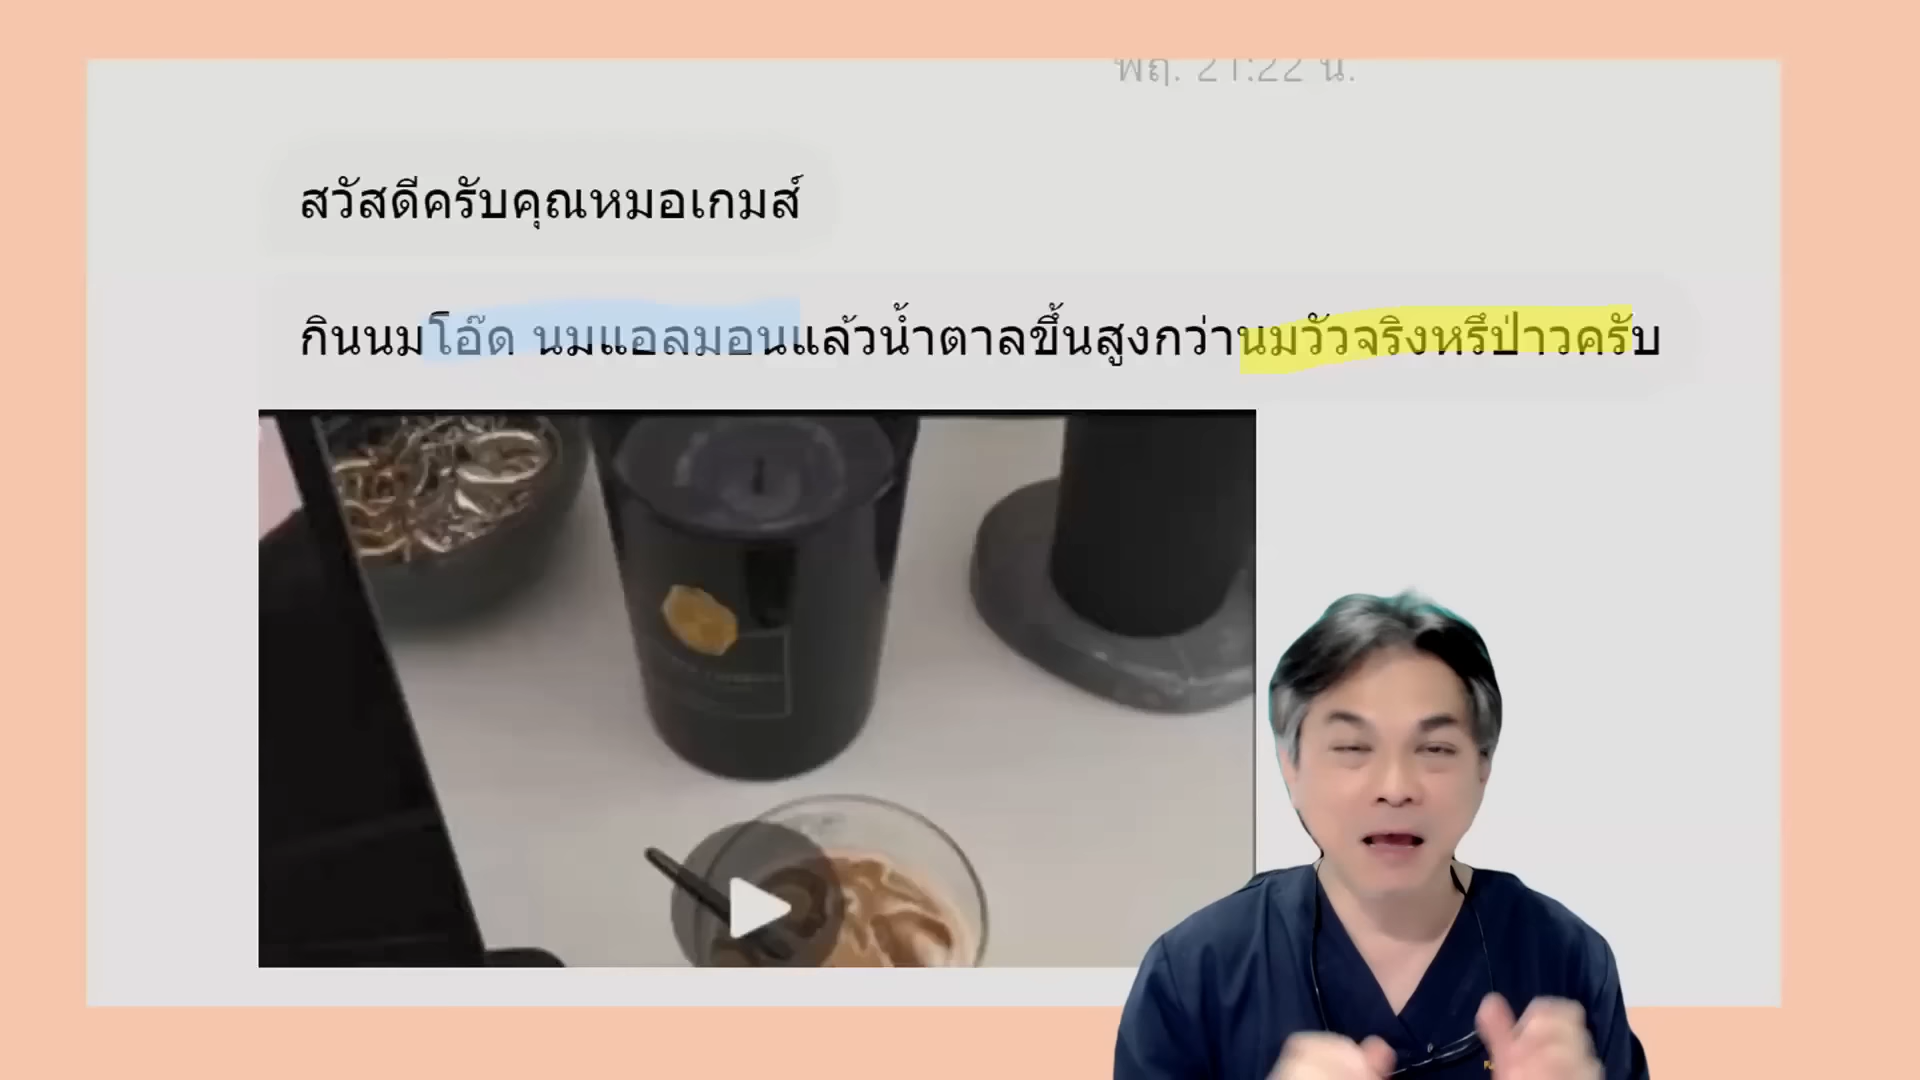 พฤ. 21:22 น.
สวัสดีครับคุณหมอเกมส์
กินนมโอ๊ด นมแอลมอนแล้วน้ำตาลขึ้นสูงกว่านมวัวจริงหรึป่าวครับ